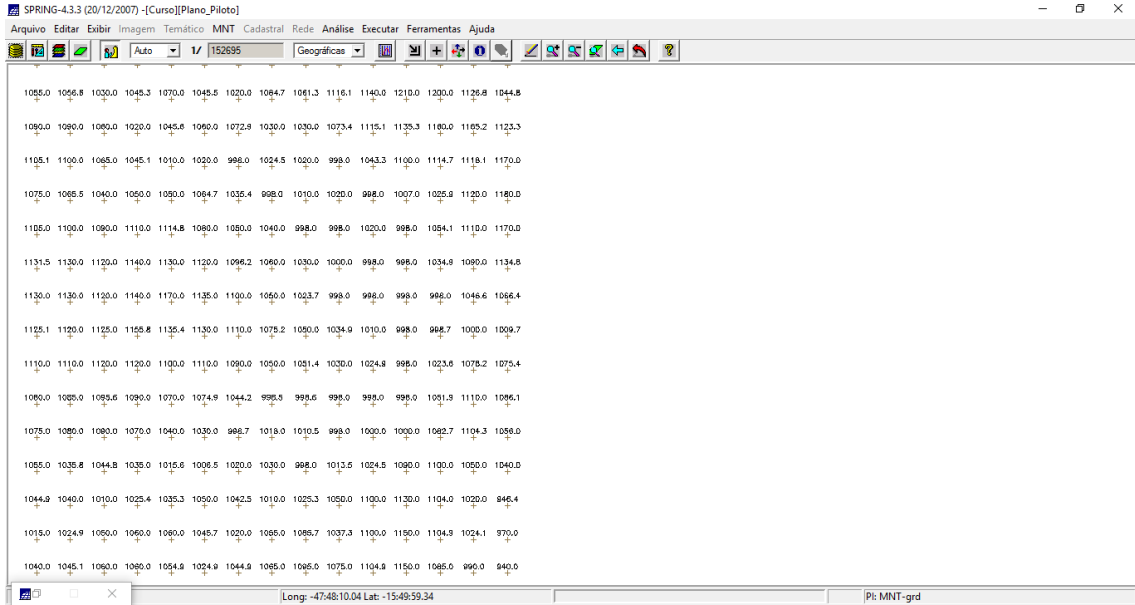 SPRING-4.3.3 (20/12/2007) -[Curso][Plano_Piloto]
Arquivo Editar Exibir Imagem Temático MNT Cadastral Rede Análise Executar Ferramentas Ajuda
Auto 1/ 152695 Geográficas
1055.0 1056.8 1030.0 1045.3 1070.0 1048.5 1020.0 1084.7 1061.3 1116.1 1140.0 1210.0 1200.0 1126.8 1044.8
1090.0 1090.0 1080.0 1020.0 1045.6 1060.0 1072.9 1030.0 1030.0 1073.4 1115.1 1135.3 1180.0 1165.2 1123.3
1105.1 1100.0 1065.0 1045.1 1010.0 1020.0 998.0 1024.5 1020.0 998.0 1043.3 1100.0 1114.7 1118.1 1170.0
1075.0 1065.5 1040.0 1050.0 1050.0 1064.7 1035.4 998.0 1010.0 1020.0 998.0 1007.0 1025.9 1120.0 1180.0
1105.0 1100.0 1090.0 1110.0 1114.8 1080.0 1050.0 1040.0 998.0 998.0 1020.0 998.0 1054.1 1110.0 1170.0
1131.5 1130.0 1120.0 1140.0 1130.0 1120.0 1096.2 1060.0 1030.0 1000.0 998.0 998.0 1034.9 1090.0 1134.8
1130.0 1130.0 1120.0 1140.0 1170.0 1135.0 1100.0 1050.0 1023.7 998.0 998.0 998.0 998.0 1046.6 1066.4
1125.1 1120.0 1125.0 1155.8 1135.4 1130.0 1110.0 1075.2 1050.0 1034.9 1010.0 998.0 998.7 1000.0 1009.7
1110.0 1110.0 1120.0 1120.0 1100.0 1110.0 1090.0 1050.0 1051.4 1030.0 1024.9 998.0 1023.6 1078.2 1075.4
1080.0 1085.0 1095.6 1090.0 1070.0 1074.9 1044.2 998.5 998.6 998.0 998.0 998.0 1051.9 1110.0 1086.1
1075.0 1080.0 1090.0 1070.0 1040.0 1030.0 998.7 1018.0 1010.5 998.0 1000.0 1000.0 1082.7 1104.3 1056.0
1055.0 1035.8 1044.8 1035.0 1015.6 1006.5 1020.0 1030.0 998.0 1013.5 1024.5 1090.0 1100.0 1050.0 1040.0
1044.9 1040.0 1010.0 1025.4 1035.3 1050.0 1042.5 1010.0 1025.3 1050.0 1100.0 1130.0 1104.0 1020.0 946.4
1015.0 1024.9 1050.0 1060.0 1060.0 1045.7 1020.0 1055.0 1085.7 1037.3 1100.0 1150.0 1104.9 1024.1 970.0
1040.0 1045.1 1060.0 1060.0 1054.9 1024.9 1044.9 1065.0 1095.0 1075.0 1104.9 1150.0 1085.0 990.0 940.0
Long: -47:48:10.04 Lat: -15:49:59.34
PI: MNT-grd